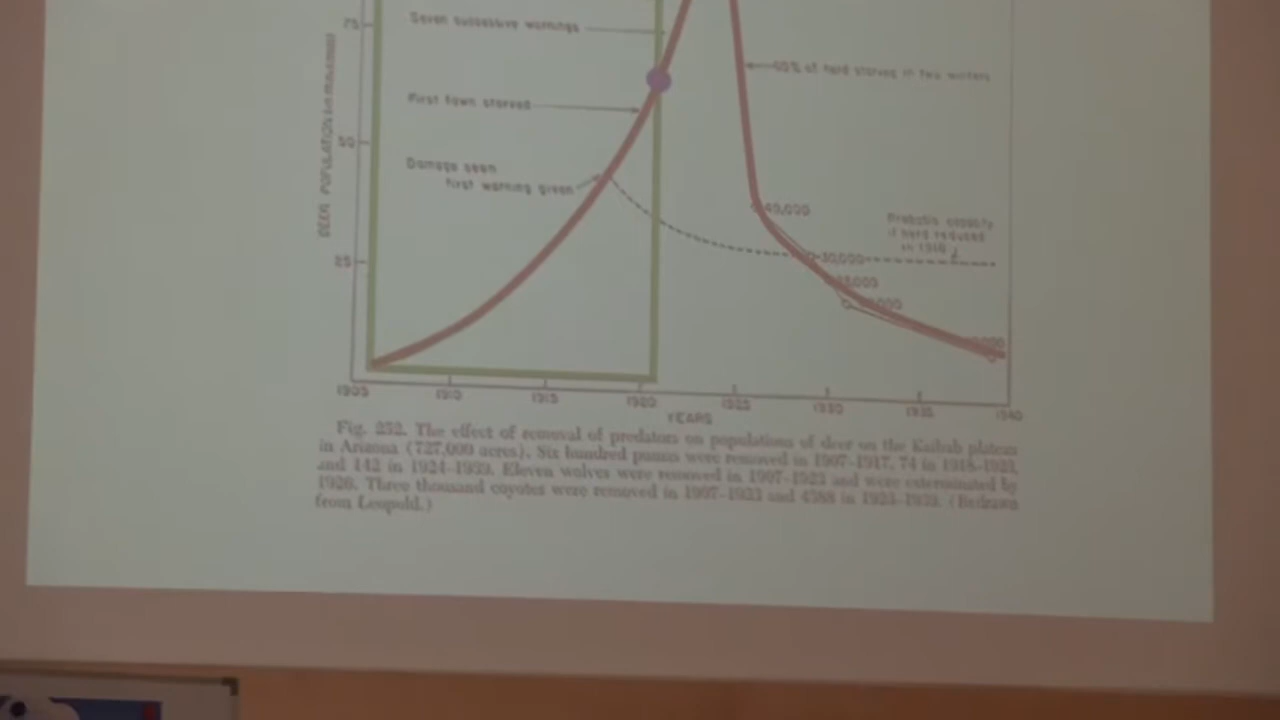 75
Seven successive warnings
60% of herd starved in two winters
First fawn starved
50
Damage seen
first warning given
DEER POPULATION
40,000
Probable capacity
if herd reduced
in 1918
30,000
25
1905 1910 1915 1920 1925 1930 1935 1940
YEARS
Fig. 252. The effect of removal of predators on populations of deer on the Kaibab plateau
in Arizona (727,000 acres). Six hundred pumas were removed in 1907-1917, 74 in 1918-1923,
and 142 in 1924-1939. Eleven wolves were removed in 1907-1923 and were exterminated by
1926. Three thousand coyotes were removed in 1907-1923 and 4388 in 1923-1939. (Redrawn
from Leopold.)